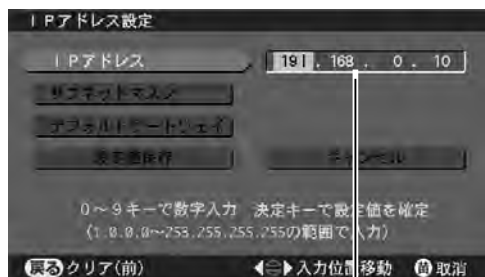 IPアドレス設定
IPアドレス 191 . 168 . 0 . 10
サブネットマスク
デフォルトゲートウェイ
設定値保存 キャンセル
0～9キーで数字入力 決定キーで設定値を確定
(1.0.0.0～255.255.255.255の範囲で入力)
戻る クリア(前) 入力位置移動 黄 取消